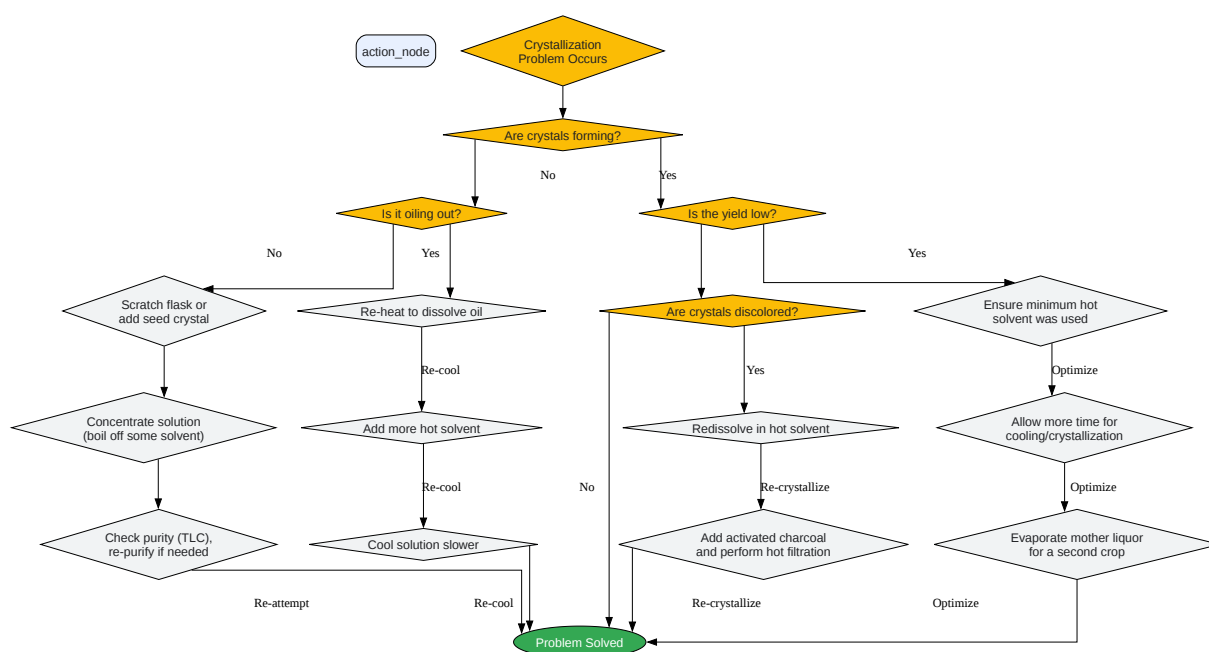 action_node
Crystallization
Problem Occurs
Are crystals forming?
No
Yes
Is it oiling out?
Is the yield low?
No
Yes
Yes
Scratch flask or
add seed crystal
Re-heat to dissolve oil
Are crystals discolored?
Ensure minimum hot
solvent was used
Re-cool
Yes
Optimize
Concentrate solution
(boil off some solvent)
Add more hot solvent
Redissolve in hot solvent
Allow more time for
cooling/crystallization
Re-cool
No
Re-crystallize
Optimize
Check purity (TLC),
re-purify if needed
Cool solution slower
Add activated charcoal
and perform hot filtration
Evaporate mother liquor
for a second crop
Re-attempt
Re-cool
Re-crystallize
Optimize
Problem Solved